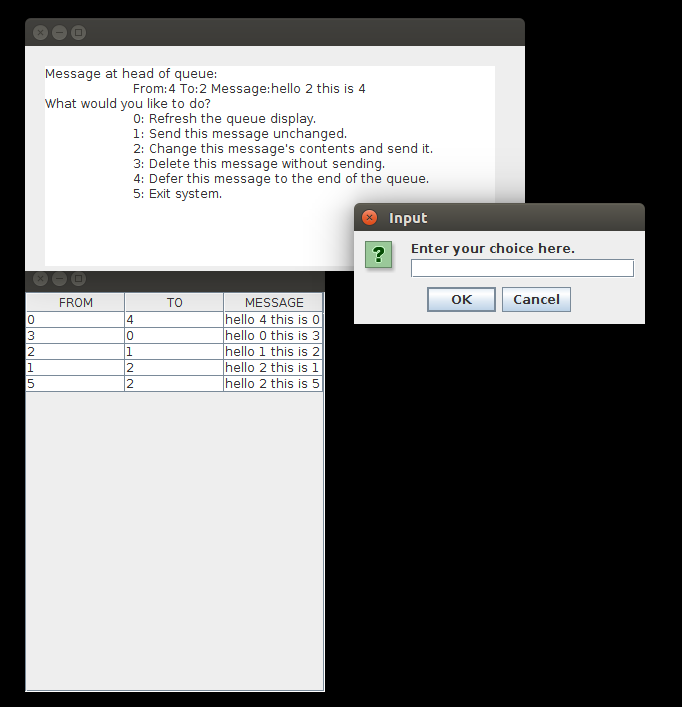 Message at head of queue:
From:4 To:2 Message:hello 2 this is 4
What would you like to do?
0: Refresh the queue display.
1: Send this message unchanged.
2: Change this message's contents and send it.
3: Delete this message without sending.
4: Defer this message to the end of the queue.
5: Exit system.
Input
?
Enter your choice here.
OK Cancel
FROM TO MESSAGE
0 4 hello 4 this is 0
3 0 hello 0 this is 3
2 1 hello 1 this is 2
1 2 hello 2 this is 1
5 2 hello 2 this is 5